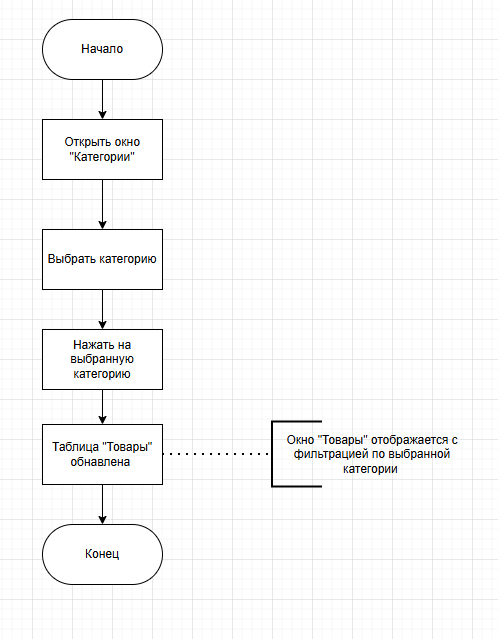 Начало
Открыть окно
"Категории"
Выбрать категорию
Нажать на
выбранную
категорию
Таблица "Товары"
обнавлена
Окно "Товары" отображается с
фильтрацией по выбранной
категории
Конец